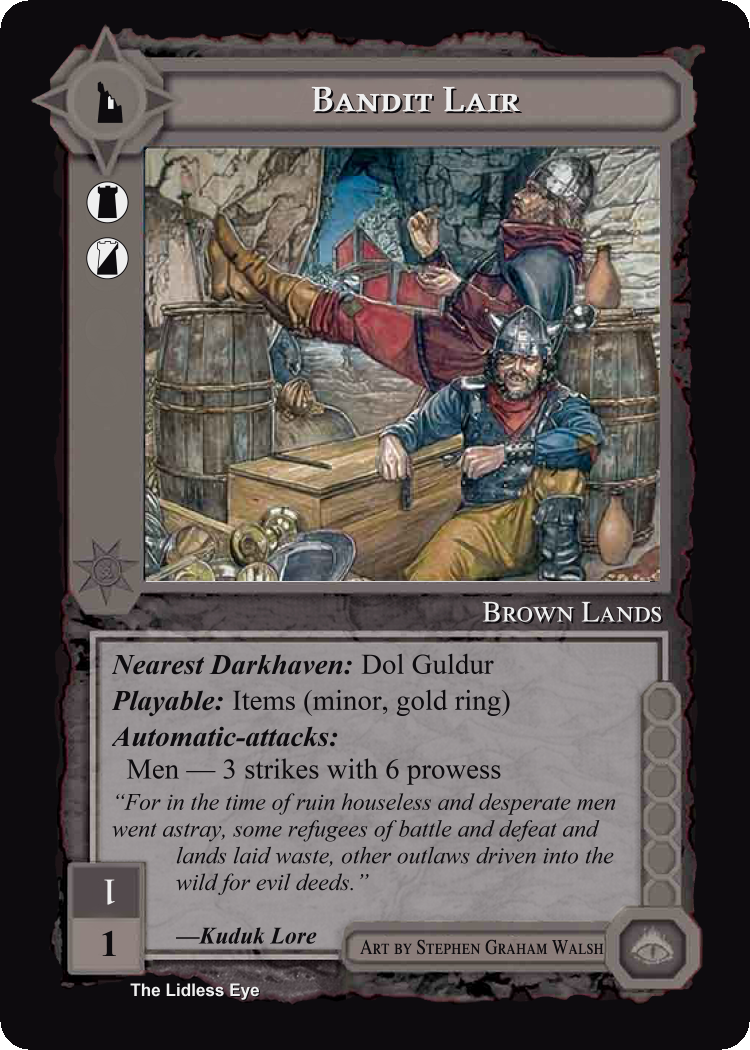 Bandit Lair
Brown Lands
Nearest Darkhaven: Dol Guldur
Playable: Items (minor, gold ring)
Automatic-attacks:
Men — 3 strikes with 6 prowess
“For in the time of ruin houseless and desperate men
went astray, some refugees of battle and defeat and
lands laid waste, other outlaws driven into the
wild for evil deeds.”
—Kuduk Lore
1
1
Art by Stephen Graham Walsh
The Lidless Eye